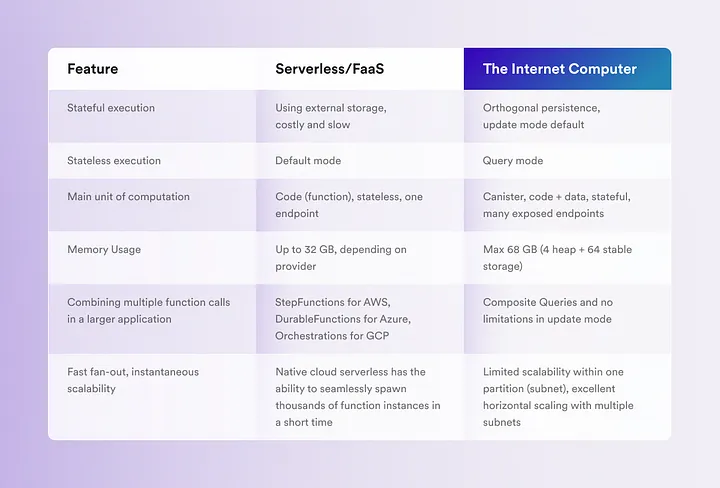 Feature
Serverless/FaaS
The Internet Computer
Stateful execution
Using external storage,
costly and slow
Orthogonal persistence,
update mode default
Stateless execution
Default mode
Query mode
Main unit of computation
Code (function), stateless, one
endpoint
Canister, code + data, stateful,
many exposed endpoints
Memory Usage
Up to 32 GB, depending on
provider
Max 68 GB (4 heap + 64 stable
storage)
Combining multiple function calls
in a larger application
StepFunctions for AWS,
DurableFunctions for Azure,
Orchestrations for GCP
Composite Queries and no
limitations in update mode
Fast fan-out, instantaneous
scalability
Native cloud serverless has the
ability to seamlessly spawn
thousands of function instances in
a short time
Limited scalability within one
partition (subnet), excellent
horizontal scaling with multiple
subnets